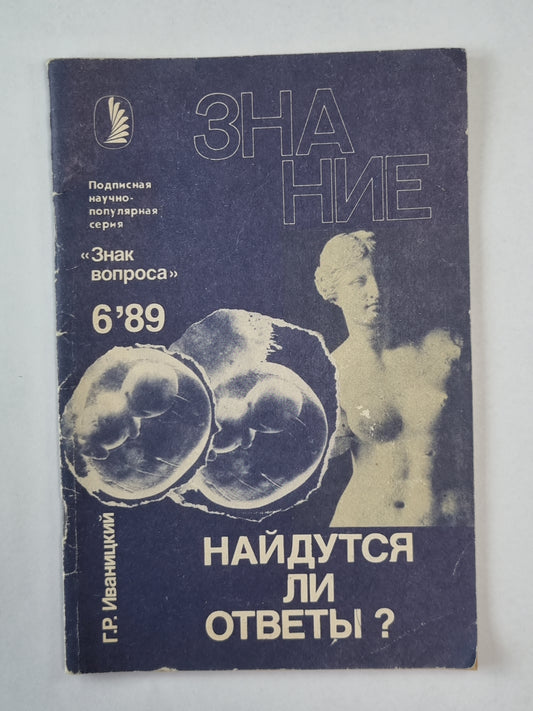 ЗНА
НИЕ
Подписная
научно-
популярная
серия
«Знак
вопроса»
6’89
Г.Р. Иваницкий
НАЙДУТСЯ
ЛИ
ОТВЕТЫ ?